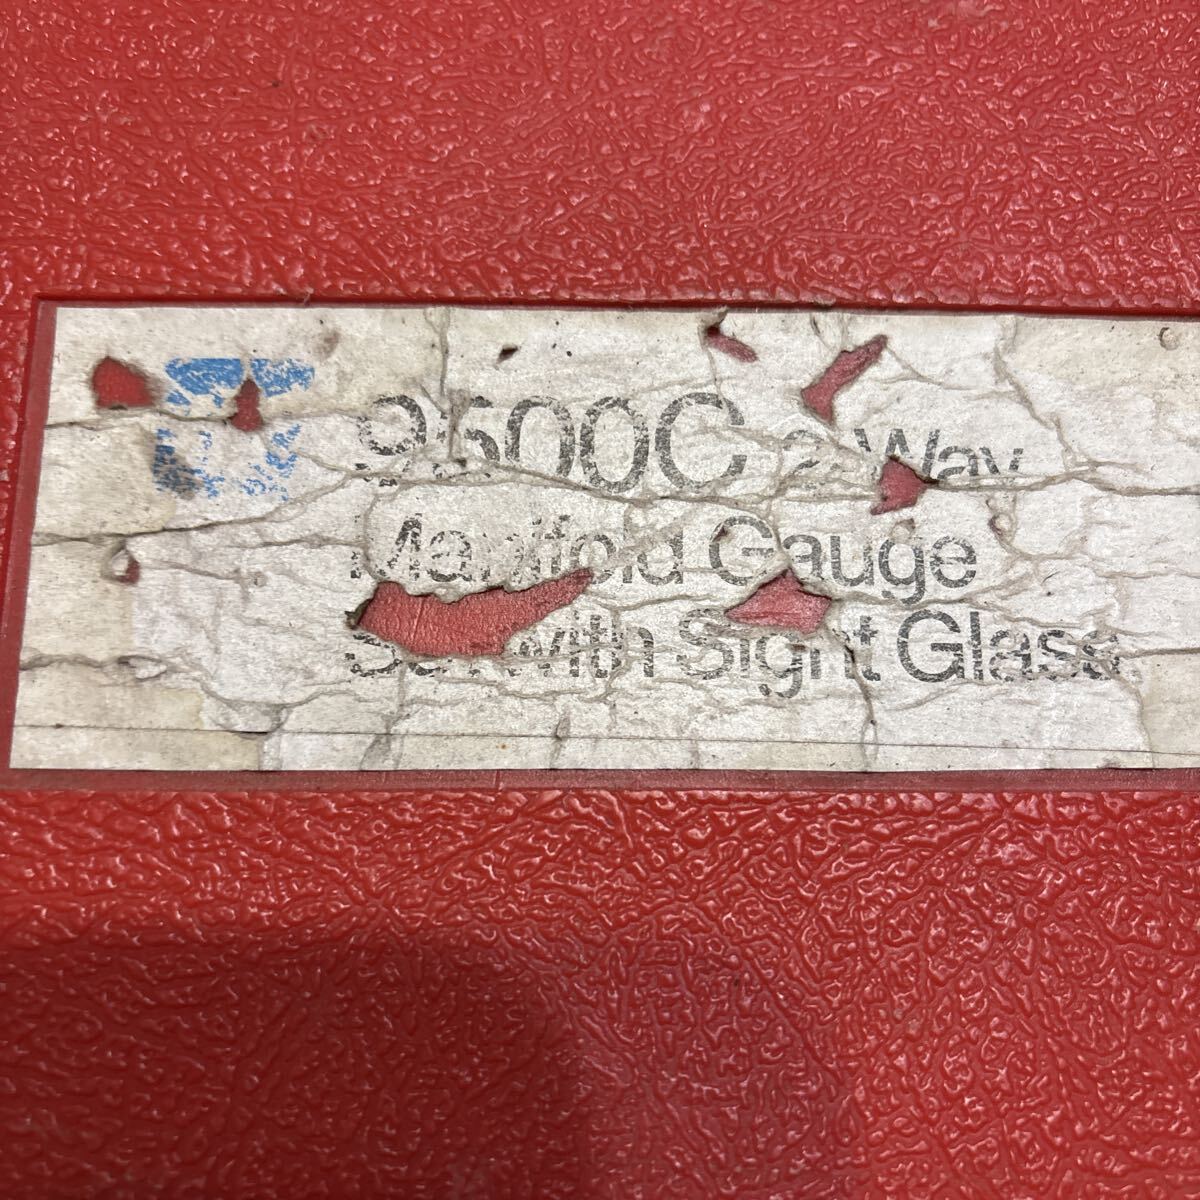 9500C 2-Way
Manifold Gauge
Set with Sight Glass